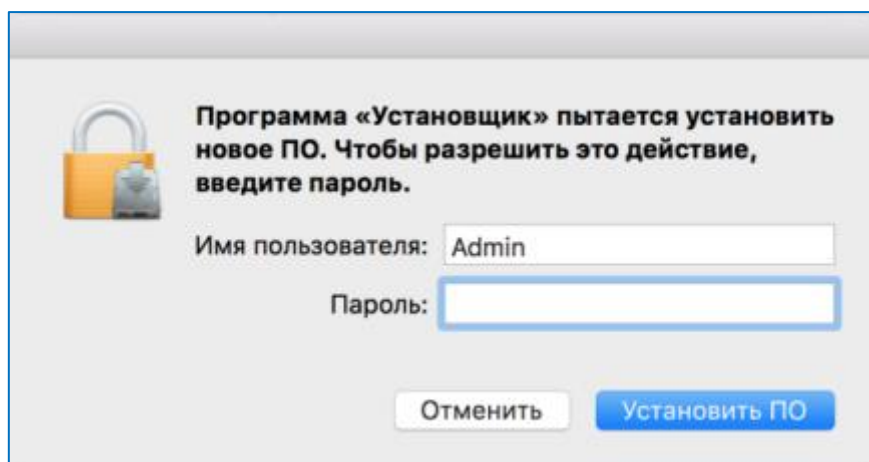 Программа «Установщик» пытается установить
новое ПО. Чтобы разрешить это действие,
введите пароль.
Имя пользователя: Admin
Пароль:
Отменить Установить ПО